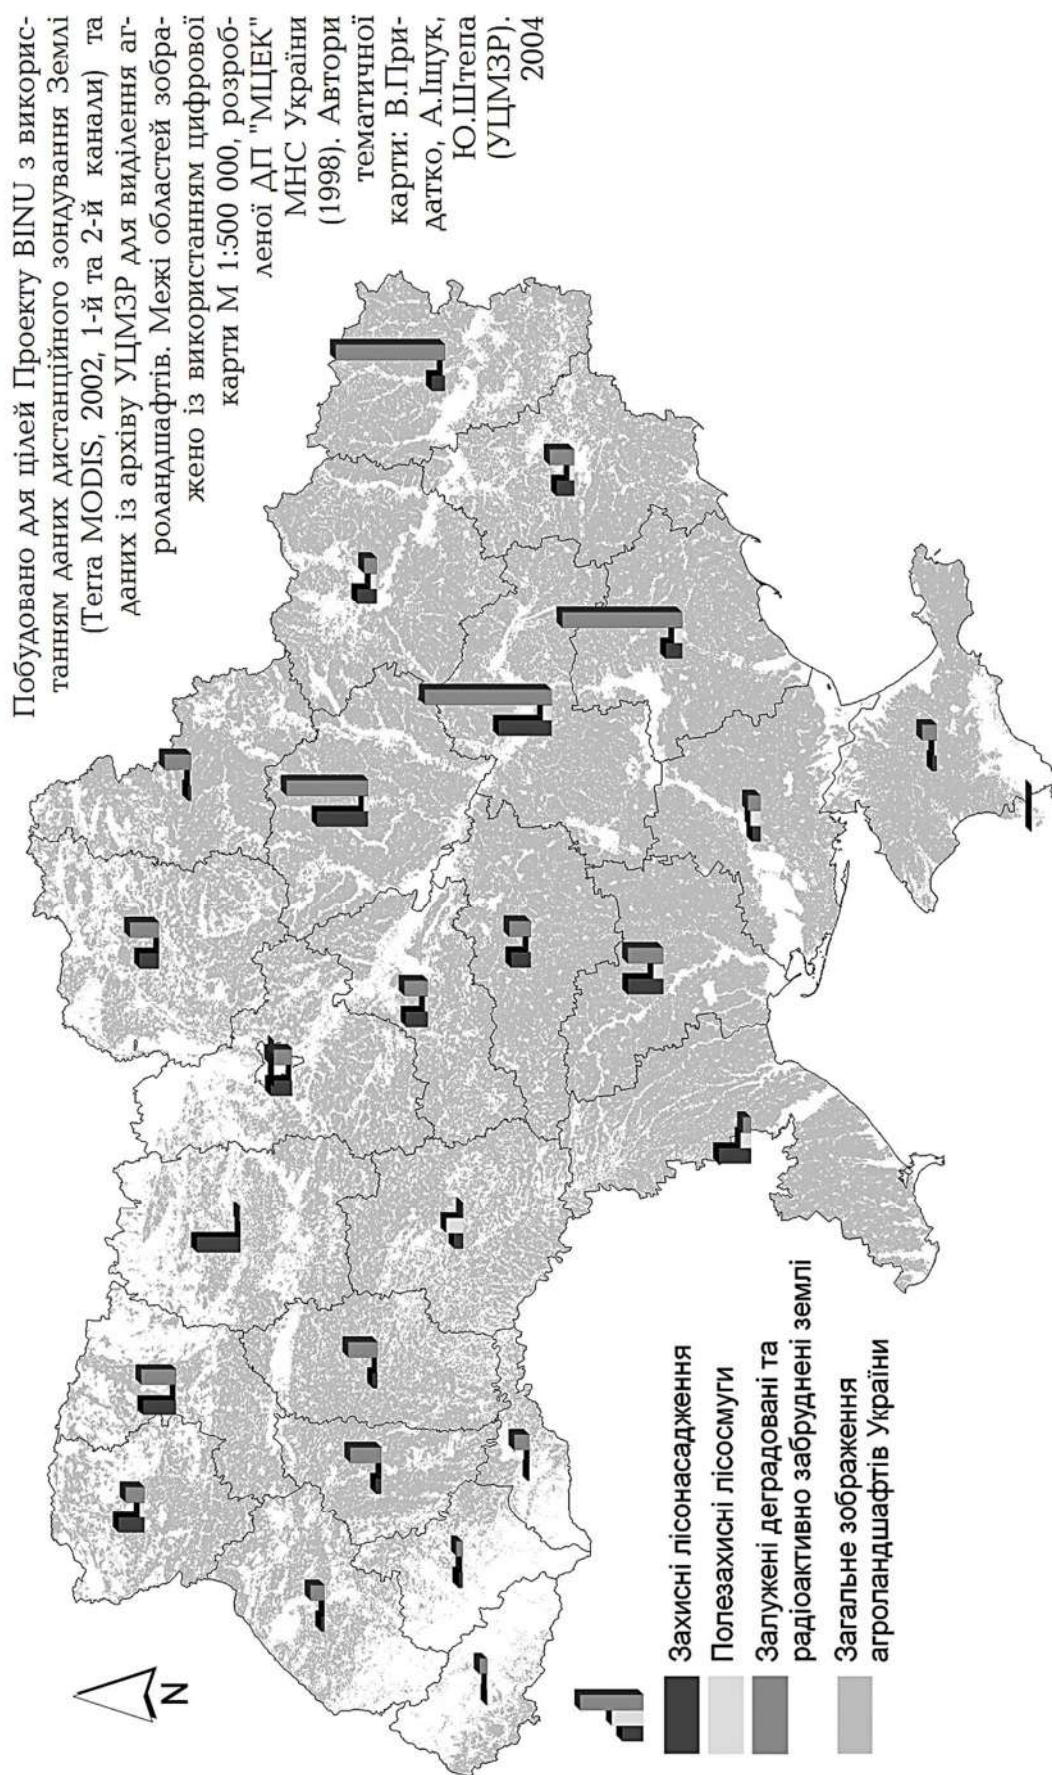 Побудовано для цілей Проекту BINU з викорис-
танням даних дистанційного зондування Землі
(Terra MODIS, 2002, 1-й та 2-й канали) та
даних із архіву УЦМЗР для виділення аг-
роландшафтів. Межі областей зобра-
жено із використанням цифрової
карти М 1:500 000, розроб-
леної ДП "МЦЕК"
МНС України
(1998). Автори
тематичної
карти: В.При-
датко, А.Іщук,
Ю.Штепа
(УЦМЗР).
2004
N
Захисні лісонасадження
Полезахисні лісосмуги
Залужені деградовані та
радіоактивно забруднені землі
Загальне зображення
агроландшафтів України